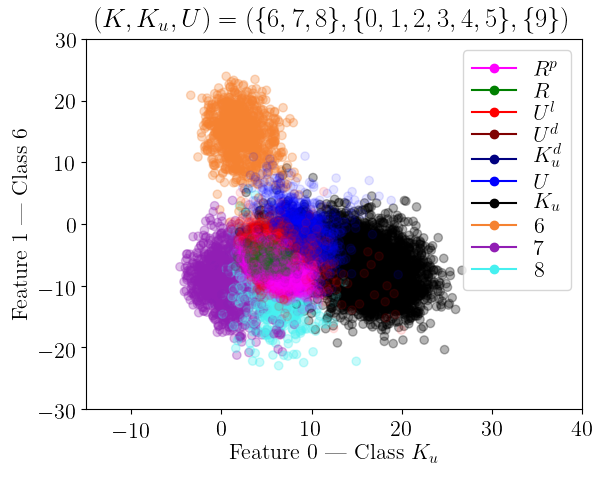 (K, K_u, U) = ({6, 7, 8}, {0, 1, 2, 3, 4, 5}, {9})
30
20
10
0
−10
−20
−30
Feature 1 — Class 6
R^p
R
U^l
U^d
K_u^d
U
K_u
6
7
8
−10
0
10
20
30
40
Feature 0 — Class K_u